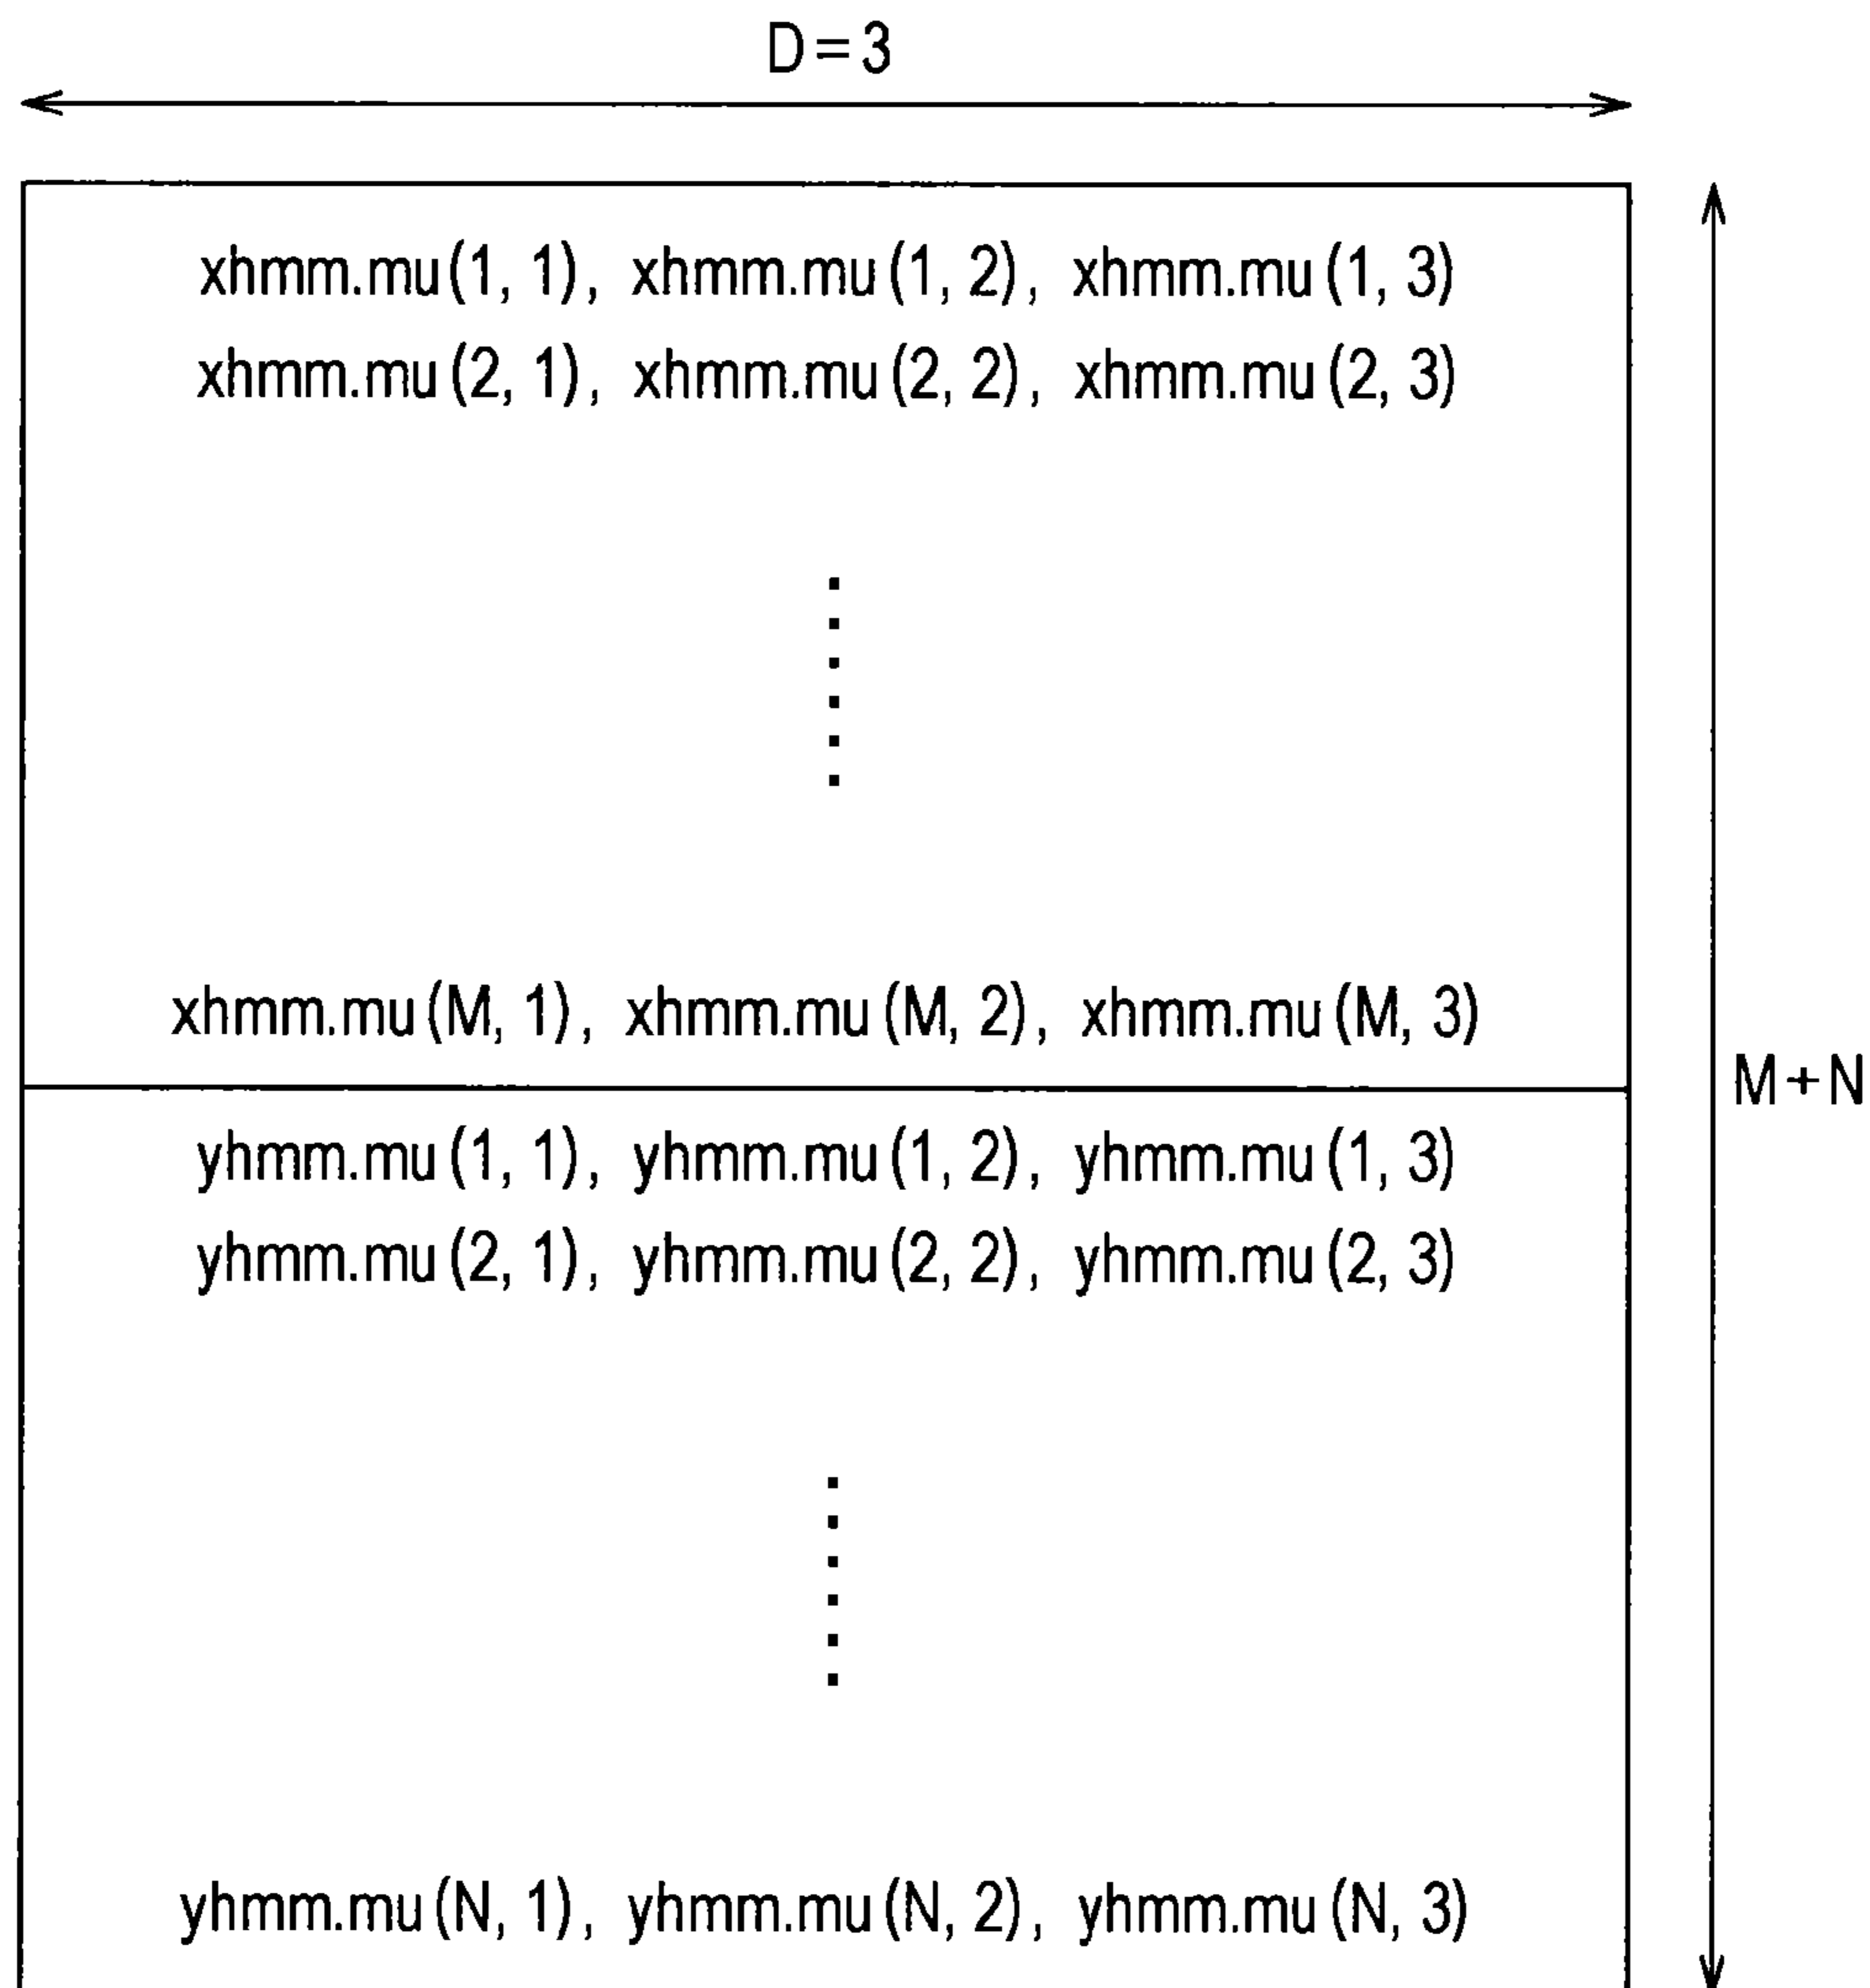 D=3
xhmm.mu(1, 1), xhmm.mu(1, 2), xhmm.mu(1, 3)
xhmm.mu(2, 1), xhmm.mu(2, 2), xhmm.mu(2, 3)
xhmm.mu(M, 1), xhmm.mu(M, 2), xhmm.mu(M, 3)
M+N
yhmm.mu(1, 1), yhmm.mu(1, 2), yhmm.mu(1, 3)
yhmm.mu(2, 1), yhmm.mu(2, 2), yhmm.mu(2, 3)
yhmm.mu(N, 1), yhmm.mu(N, 2), yhmm.mu(N, 3)